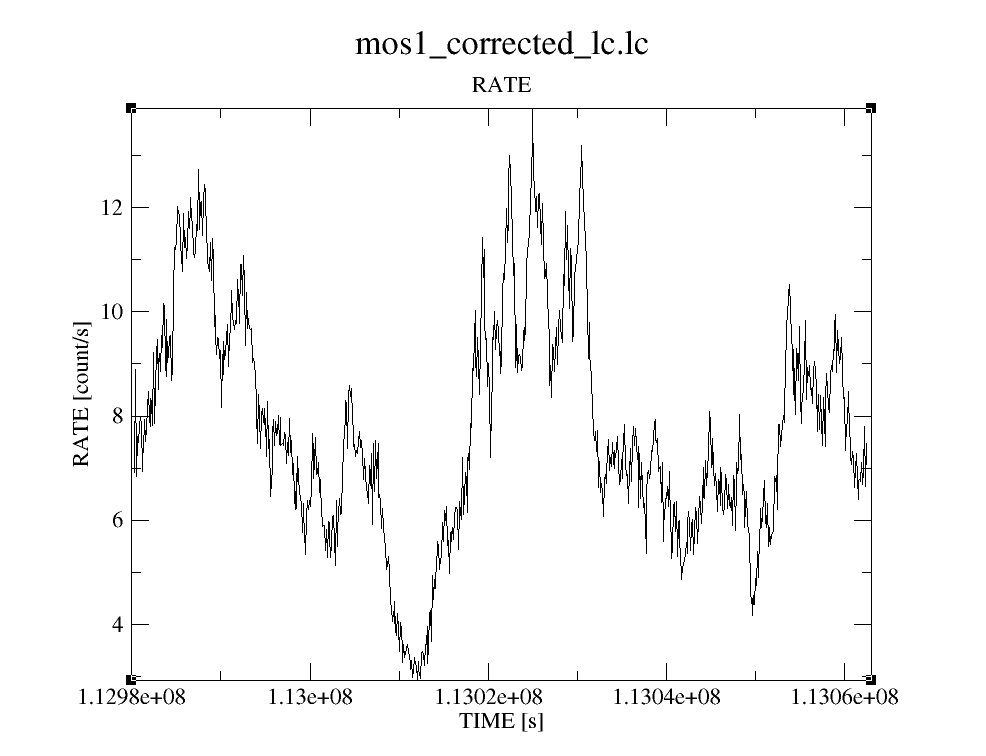 mos1_corrected_lc.lc
RATE
RATE [count/s]
12
10
8
6
4
1.1298e+08 1.13e+08 1.1302e+08 1.1304e+08 1.1306e+08
TIME [s]